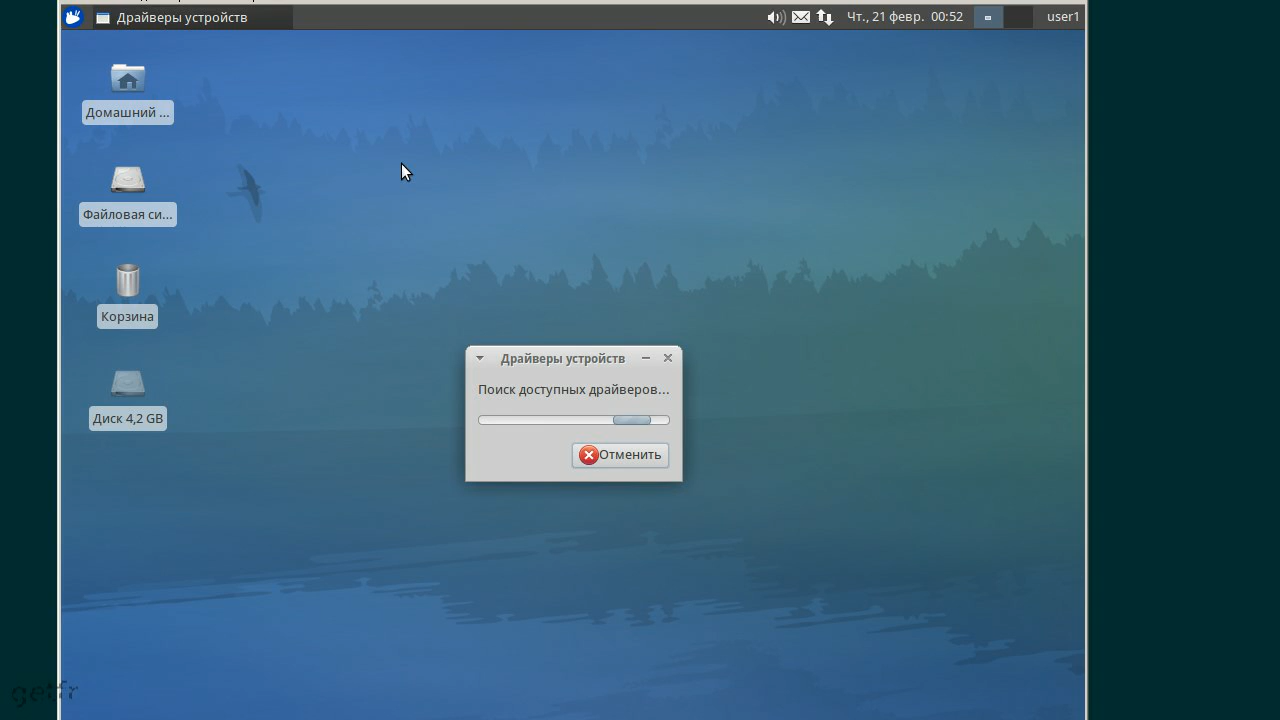 Драйверы устройств
Чт., 21 февр. 00:52
user1
Домашний ...
Файловая си...
Корзина
Диск 4,2 GB
Драйверы устройств
Поиск доступных драйверов...
Отменить
getfr